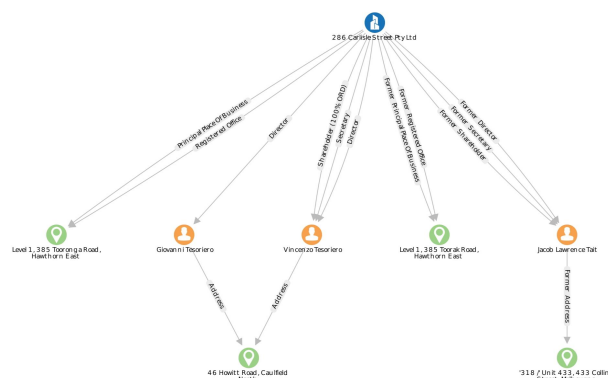 286 Carlisle Street Pty Ltd
Principal Place Of Business
Registered Office
Director
Shareholder (100% ORD)
Secretary
Director
Former Registered Office
Former Principal Place Of Business
Former Director
Former Secretary
Former Shareholder
Level 1, 385 Tooronga Road,
Hawthorn East
Giovanni Tesoriero
Vincenzo Tesoriero
Level 1, 385 Toorak Road,
Hawthorn East
Jacob Lawrence Tait
Address
Address
Former Address
46 Howitt Road, Caulfield
'318 / Unit 433, 433 Collin